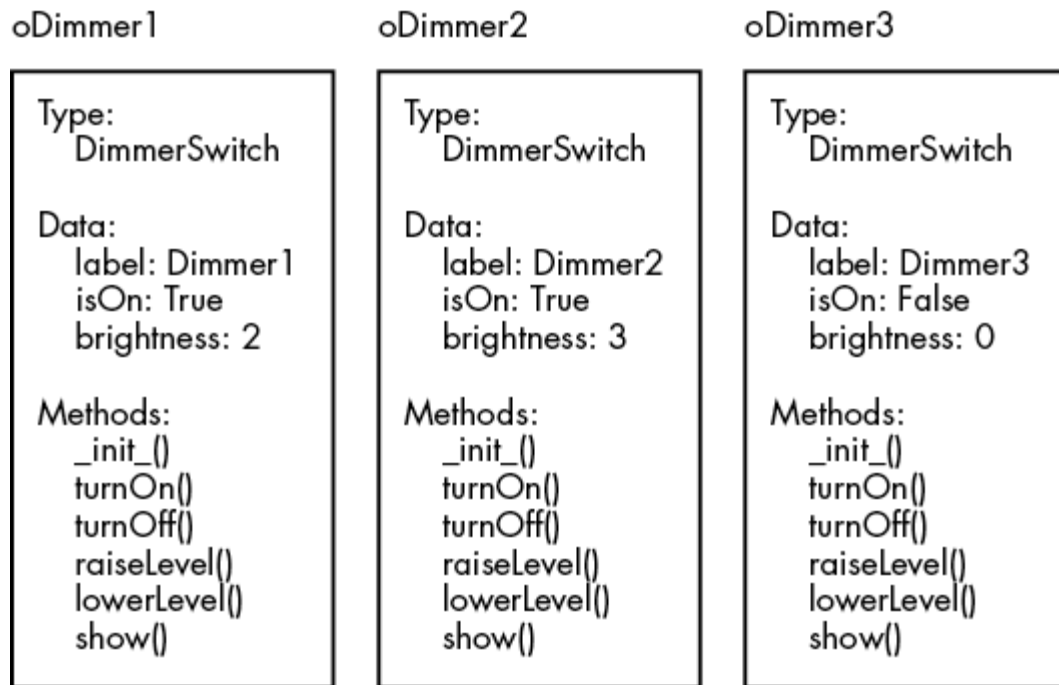 oDimmer1
Type:
DimmerSwitch
Data:
label: Dimmer1
isOn: True
brightness: 2
Methods:
_init_()
turnOn()
turnOff()
raiseLevel()
lowerLevel()
show()
oDimmer2
Type:
DimmerSwitch
Data:
label: Dimmer2
isOn: True
brightness: 3
Methods:
_init_()
turnOn()
turnOff()
raiseLevel()
lowerLevel()
show()
oDimmer3
Type:
DimmerSwitch
Data:
label: Dimmer3
isOn: False
brightness: 0
Methods:
_init_()
turnOn()
turnOff()
raiseLevel()
lowerLevel()
show()